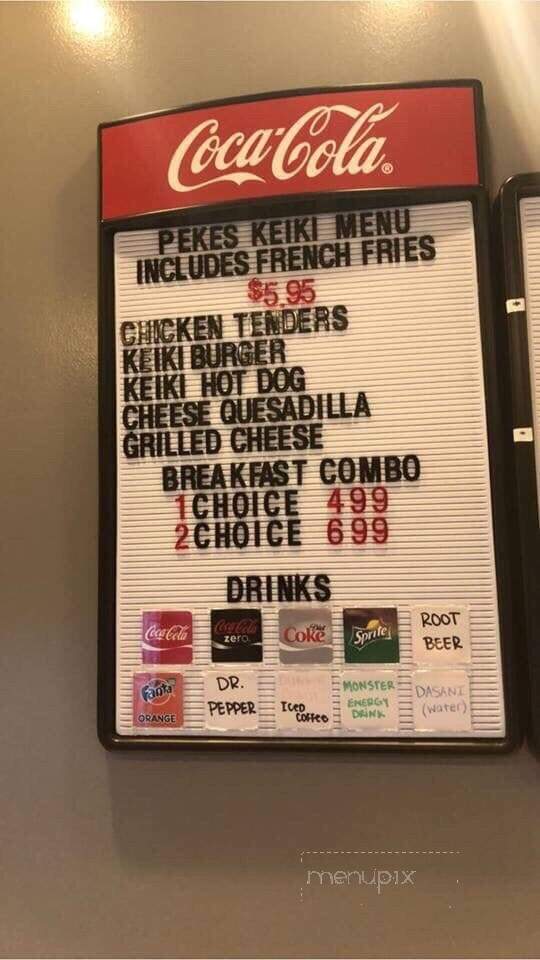 Coca-Cola®
PEKES KEIKI MENU
INCLUDES FRENCH FRIES
$5.95
CHICKEN TENDERS
KEIKI BURGER
KEIKI HOT DOG
CHEESE QUESADILLA
GRILLED CHEESE
BREAKFAST COMBO
1 CHOICE 499
2 CHOICE 699
DRINKS
Coca-Cola Coca-Cola zero Diet Coke Sprite ROOT BEER
Fanta ORANGE DR. PEPPER Iced Coffee MONSTER ENERGY DRINK DASANI (water)
menupix